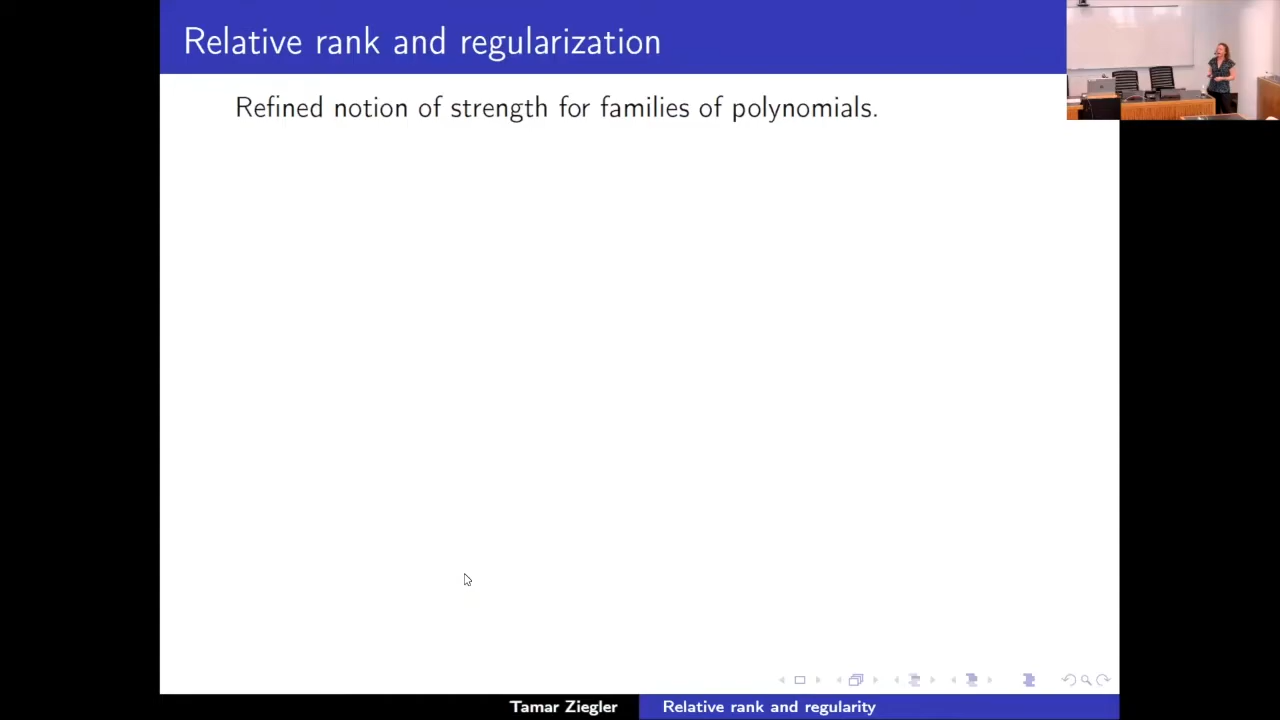 Relative rank and regularization
Refined notion of strength for families of polynomials.
Tamar Ziegler
Relative rank and regularity